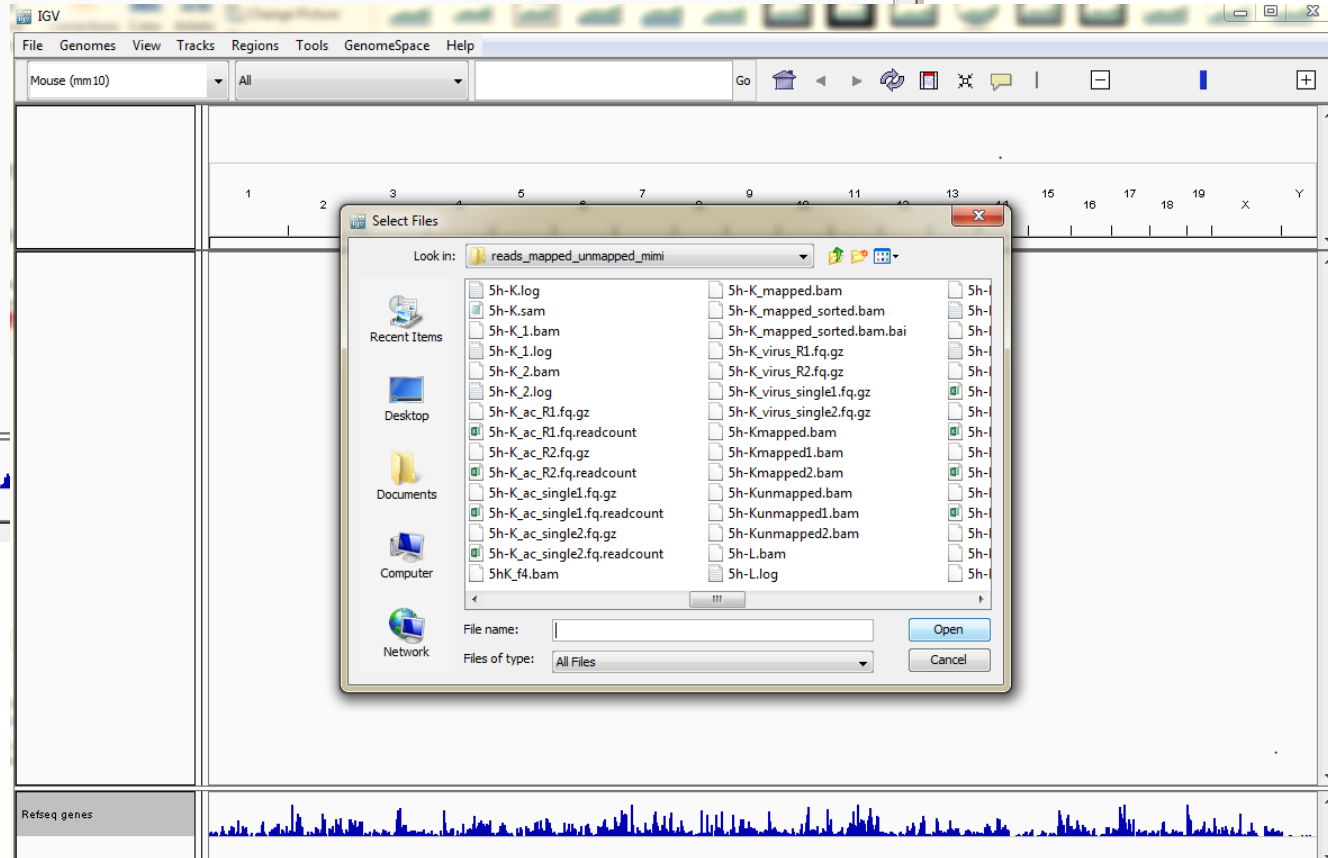 IGV
File Genomes View Tracks Regions Tools GenomeSpace Help
Mouse (mm10) All Go
1 2 3 5 7 9 11 13 15 16 17 18 19 X Y
Select Files
Look in: reads_mapped_unmapped_mimi
Recent Items
Desktop
Documents
Computer
Network
5h-K.log
5h-K.sam
5h-K_1.bam
5h-K_1.log
5h-K_2.bam
5h-K_2.log
5h-K_ac_R1.fq.gz
5h-K_ac_R1.fq.readcount
5h-K_ac_R2.fq.gz
5h-K_ac_R2.fq.readcount
5h-K_ac_single1.fq.gz
5h-K_ac_single1.fq.readcount
5h-K_ac_single2.fq.gz
5h-K_ac_single2.fq.readcount
5hK_f4.bam
5h-K_mapped.bam
5h-K_mapped_sorted.bam
5h-K_mapped_sorted.bam.bai
5h-K_virus_R1.fq.gz
5h-K_virus_R2.fq.gz
5h-K_virus_single1.fq.gz
5h-K_virus_single2.fq.gz
5h-Kmapped.bam
5h-Kmapped1.bam
5h-Kmapped2.bam
5h-Kunmapped.bam
5h-Kunmapped1.bam
5h-Kunmapped2.bam
5h-L.bam
5h-L.log
File name: Open
Files of type: All Files Cancel
Refseq genes